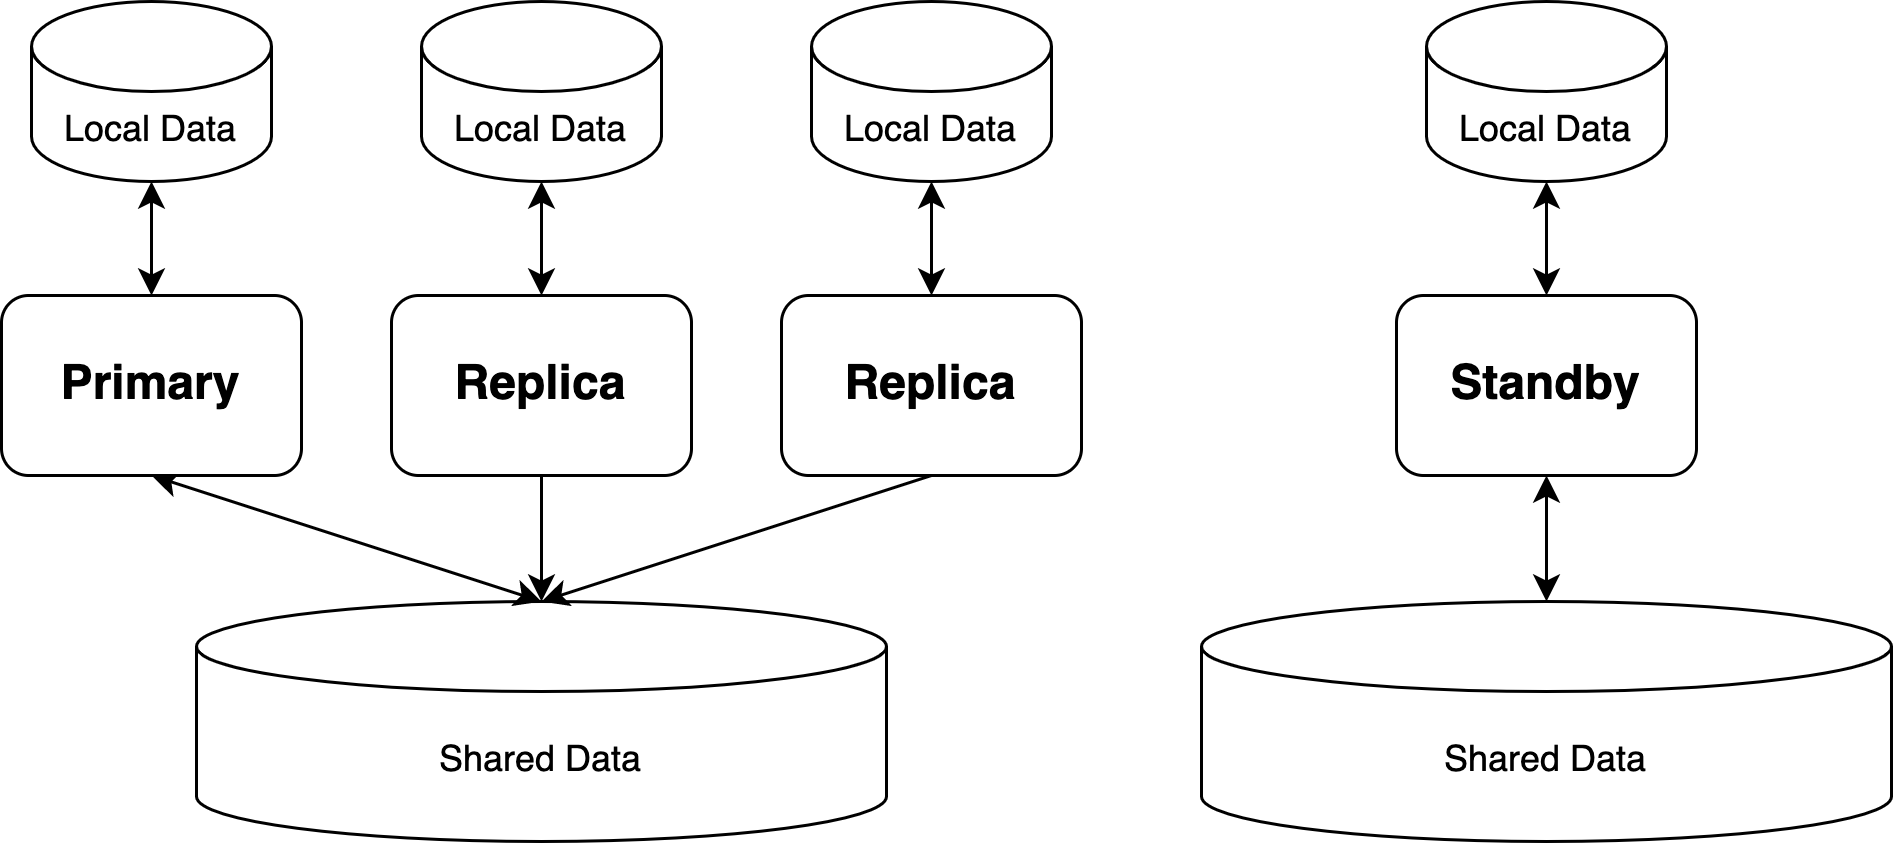 Local Data
Local Data
Local Data
Local Data
Primary
Replica
Replica
Standby
Shared Data
Shared Data